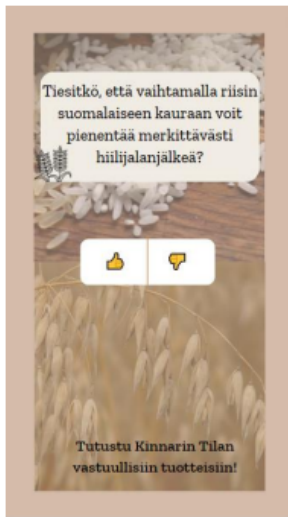 Tiesitkö, että vaihtamalla riisin
suomalaiseen kauraan voit
pienentää merkittävästi
hiilijalanjälkeä?
Tutustu Kinnarin Tilan
vastuullisiin tuotteisiin!